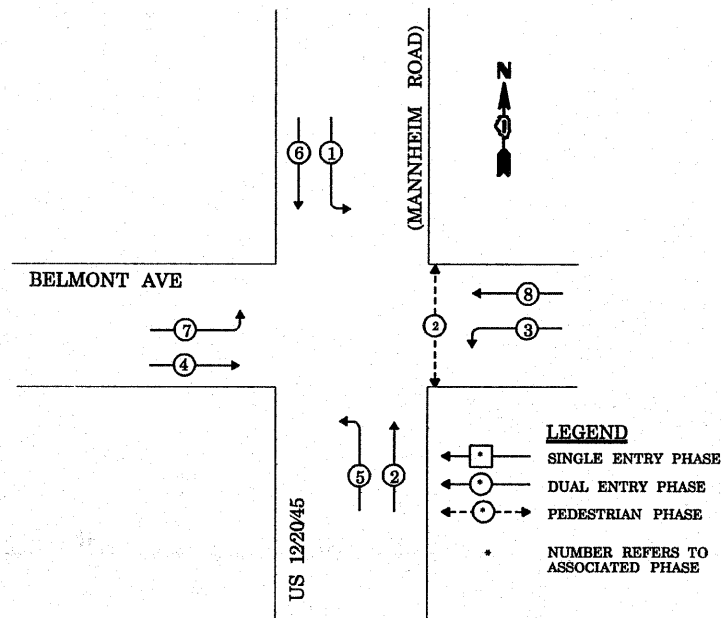 N
(MANNHEIM ROAD)
6 1
BELMONT AVE
8
7
2
3
4
5 2
US 12/20/45
LEGEND
* SINGLE ENTRY PHASE
* DUAL ENTRY PHASE
* PEDESTRIAN PHASE
* NUMBER REFERS TO
ASSOCIATED PHASE